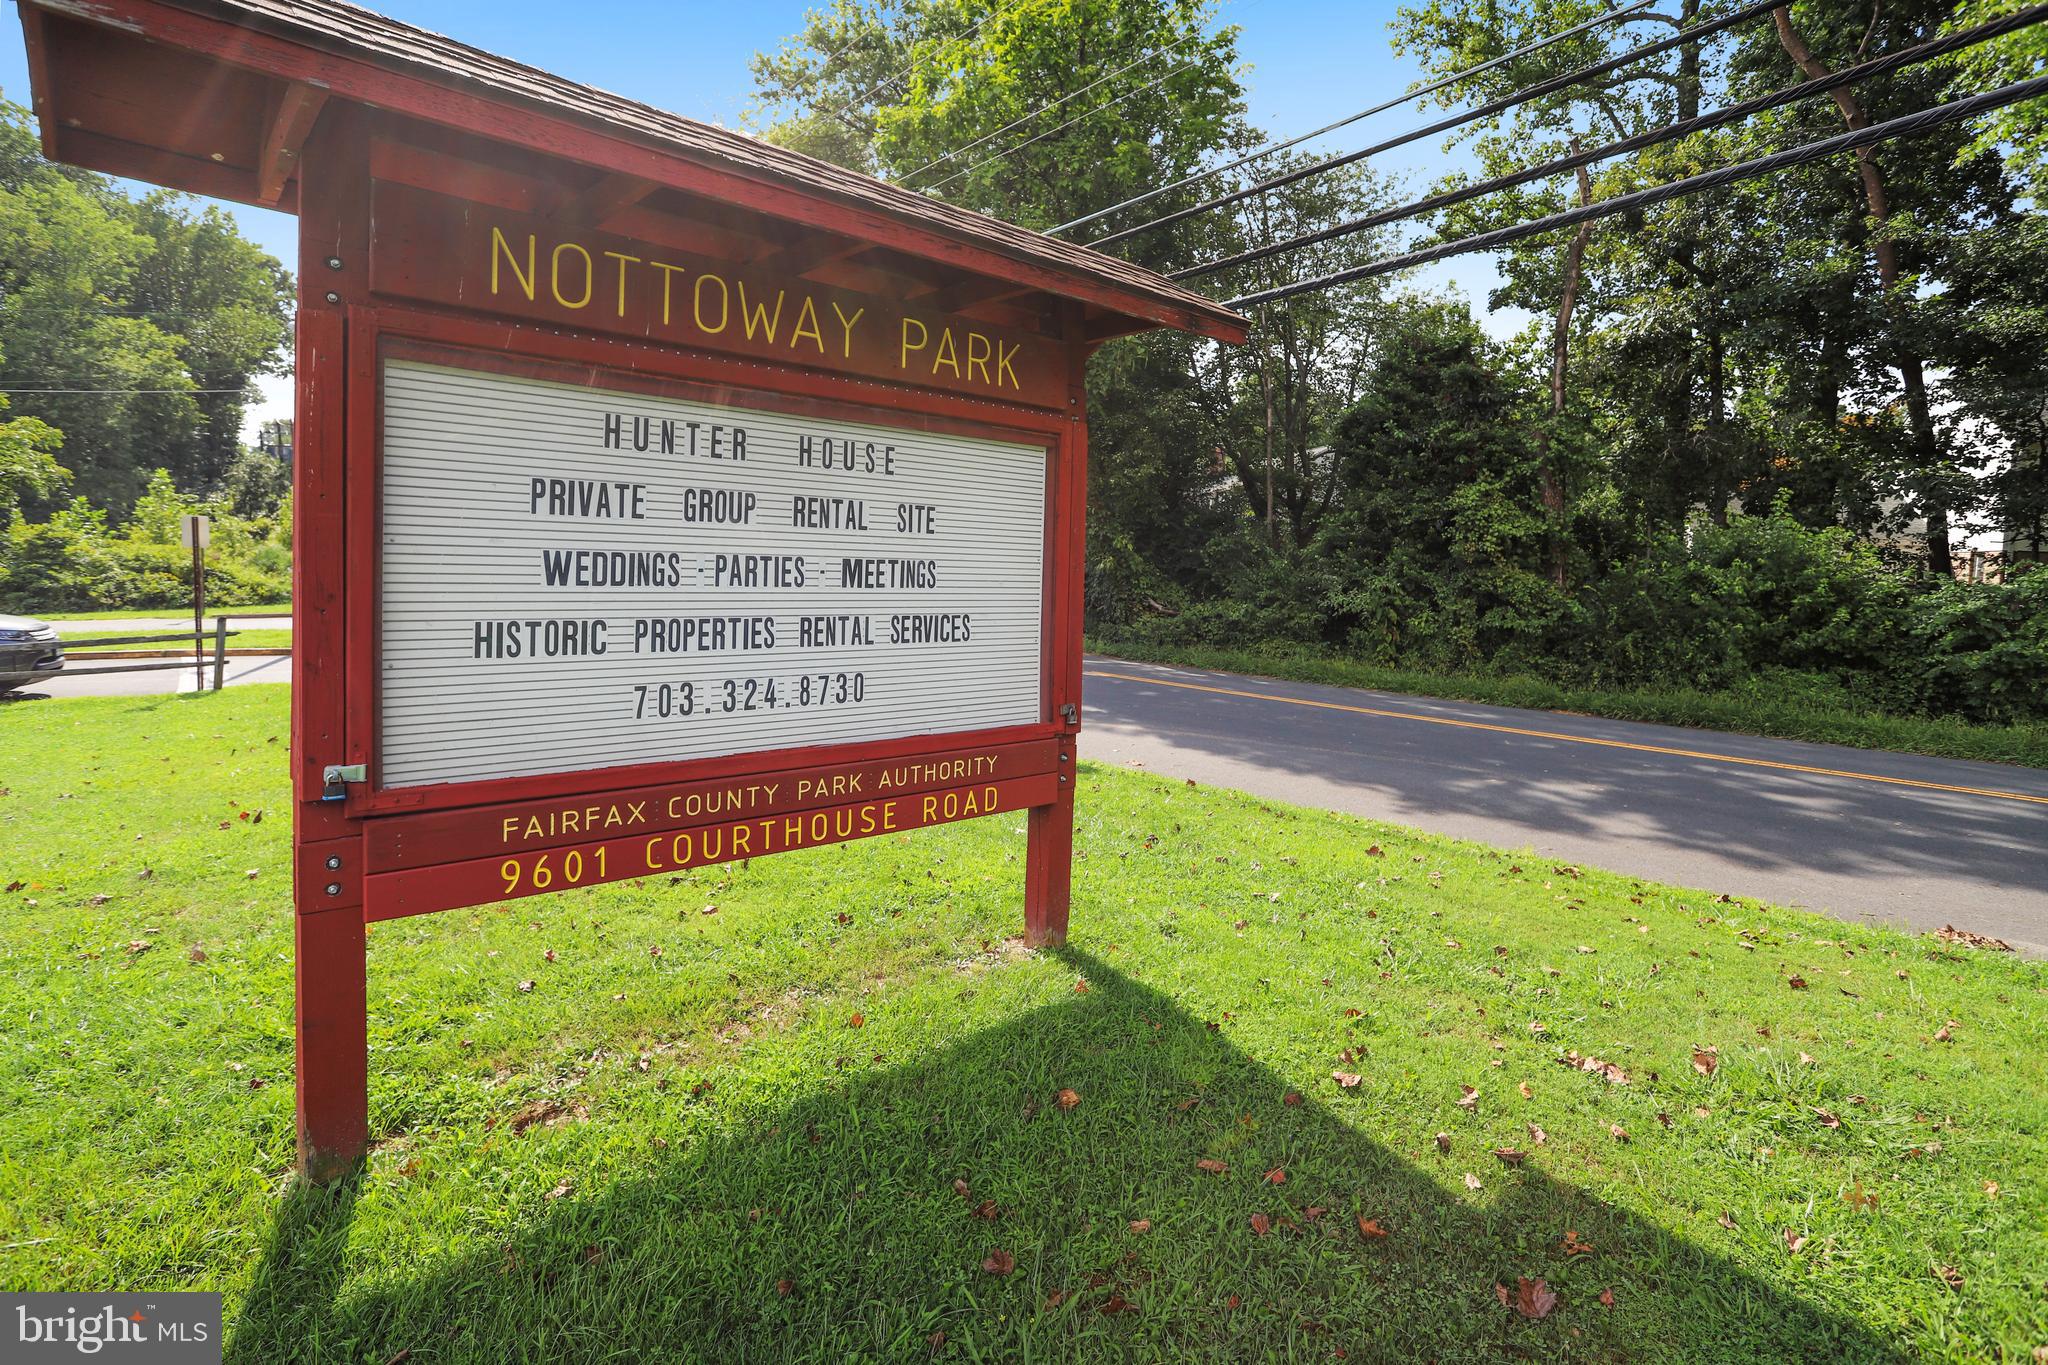 NOTTOWAY PARK
HUNTER HOUSE
PRIVATE GROUP RENTAL SITE
WEDDINGS - PARTIES - MEETINGS
HISTORIC PROPERTIES RENTAL SERVICES
703.324.8730
FAIRFAX COUNTY PARK AUTHORITY
9601 COURTHOUSE ROAD
bright™ MLS